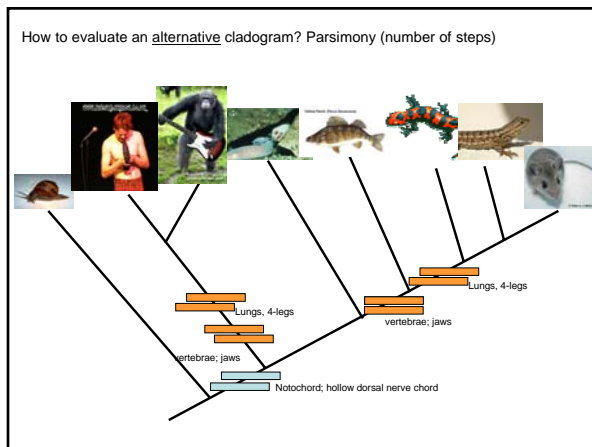 How to evaluate an alternative cladogram? Parsimony (number of steps)
Lungs, 4-legs
Lungs, 4-legs
vertebrae; jaws
vertebrae; jaws
Notochord; hollow dorsal nerve chord